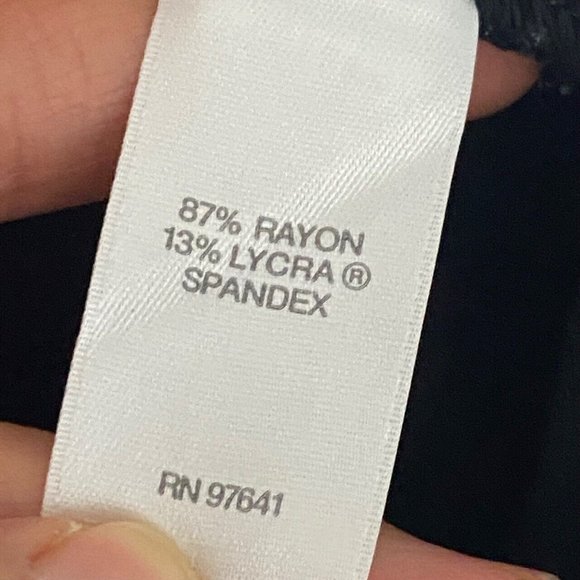 87% RAYON
13% LYCRA ®
SPANDEX
RN 97641